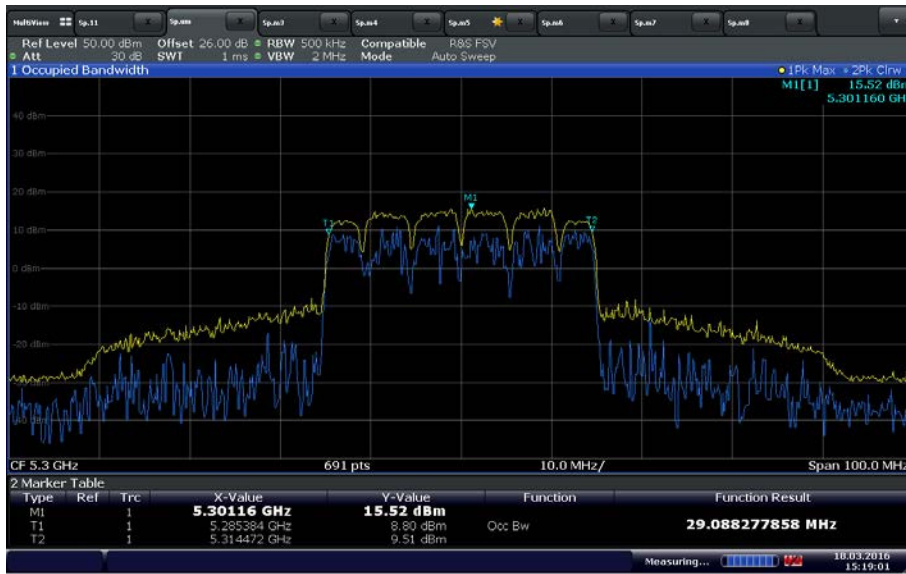 MultiView Sp.11 X Sp.am X Sp.m3 X Sp.m4 X Sp.m5 X Sp.m6 X Sp.m7 X Sp.m8 X
Ref Level 50.00 dBm Offset 26.00 dB RBW 500 kHz Compatible R&S FSV
Att 30 dB SWT 1 ms VBW 2 MHz Mode Auto Sweep
1 Occupied Bandwidth 1Pk Max 2Pk Clrw
M1[1] 15.52 dBm
5.301160 GH
40 dBm
30 dBm
20 dBm
M1
T1 T2
10 dBm
0 dBm
-10 dBm
-20 dBm
-40 dBm
CF 5.3 GHz 691 pts 10.0 MHz/ Span 100.0 MHz
2 Marker Table
Type Ref Trc X-Value Y-Value Function Function Result
M1 1 5.30116 GHz 15.52 dBm
T1 1 5.285384 GHz 8.80 dBm Occ Bw 29.088277858 MHz
T2 1 5.314472 GHz 9.51 dBm
Measuring... 18.03.2016
15:19:01